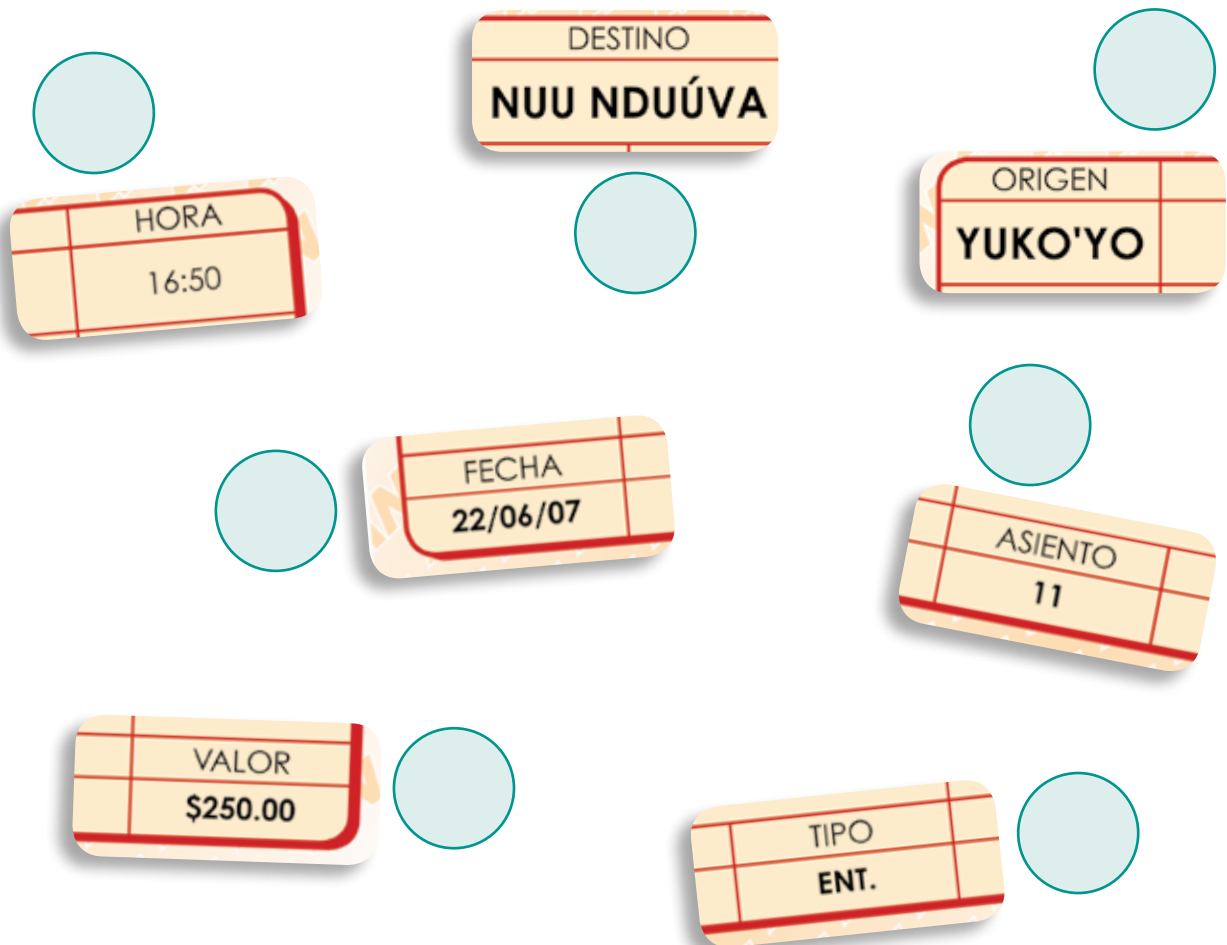 DESTINO
NUU NDUÚVA
ORIGEN
YUKO'YO
HORA
16:50
FECHA
22/06/07
ASIENTO
11
VALOR
$250.00
TIPO
ENT.